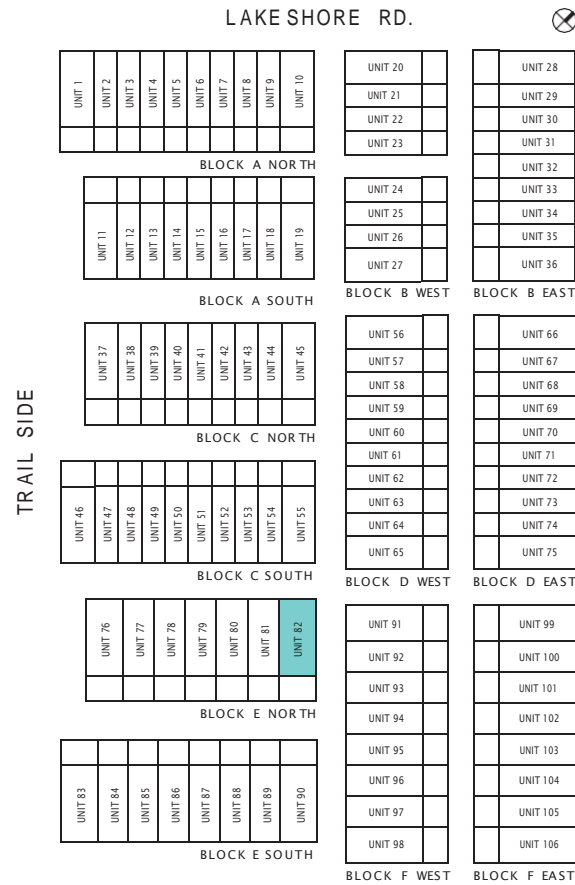 LAKE SHORE RD.
TRAIL SIDE
UNIT 1
UNIT 2
UNIT 3
UNIT 4
UNIT 5
UNIT 6
UNIT 7
UNIT 8
UNIT 9
UNIT 10
BLOCK A NORTH
UNIT 11
UNIT 12
UNIT 13
UNIT 14
UNIT 15
UNIT 16
UNIT 17
UNIT 18
UNIT 19
BLOCK A SOUTH
UNIT 20
UNIT 21
UNIT 22
UNIT 23
UNIT 24
UNIT 25
UNIT 26
UNIT 27
BLOCK B WEST
UNIT 28
UNIT 29
UNIT 30
UNIT 31
UNIT 32
UNIT 33
UNIT 34
UNIT 35
UNIT 36
BLOCK B EAST
UNIT 37
UNIT 38
UNIT 39
UNIT 40
UNIT 41
UNIT 42
UNIT 43
UNIT 44
UNIT 45
BLOCK C NORTH
UNIT 46
UNIT 47
UNIT 48
UNIT 49
UNIT 50
UNIT 51
UNIT 52
UNIT 53
UNIT 54
UNIT 55
BLOCK C SOUTH
UNIT 56
UNIT 57
UNIT 58
UNIT 59
UNIT 60
UNIT 61
UNIT 62
UNIT 63
UNIT 64
UNIT 65
BLOCK D WEST
UNIT 66
UNIT 67
UNIT 68
UNIT 69
UNIT 70
UNIT 71
UNIT 72
UNIT 73
UNIT 74
UNIT 75
BLOCK D EAST
UNIT 76
UNIT 77
UNIT 78
UNIT 79
UNIT 80
UNIT 81
UNIT 82
BLOCK E NORTH
UNIT 83
UNIT 84
UNIT 85
UNIT 86
UNIT 87
UNIT 88
UNIT 89
UNIT 90
BLOCK E SOUTH
UNIT 91
UNIT 92
UNIT 93
UNIT 94
UNIT 95
UNIT 96
UNIT 97
UNIT 98
BLOCK F WEST
UNIT 99
UNIT 100
UNIT 101
UNIT 102
UNIT 103
UNIT 104
UNIT 105
UNIT 106
BLOCK F EAST